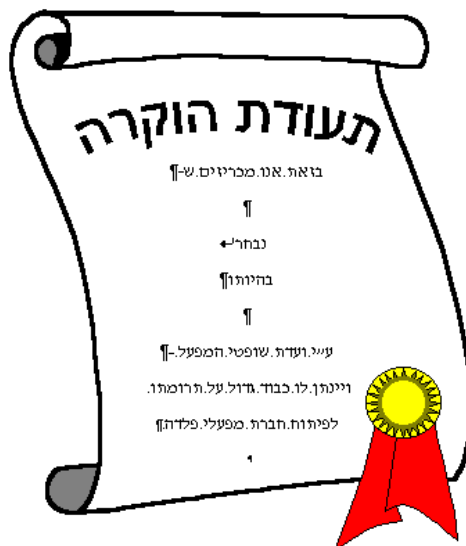 תעודת הוקרה
בזאת אנו מכריזים ש-¶
¶
נבחר'↵
בהיותו¶
¶
ע"י ועדת שופטי המפעל -¶
ויינתן לו כבוד גדול על תרומתו.
לפיתוח חברת מפעלי פלדה¶